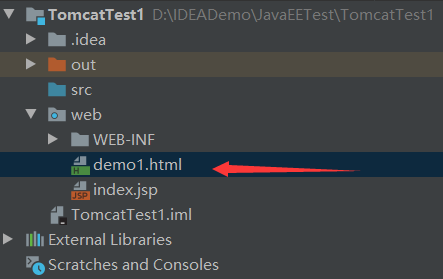 TomcatTest1 D:\IDEADemo\JavaEETest\TomcatTest1
.idea
out
src
web
WEB-INF
H demo1.html
JSP index.jsp
TomcatTest1.iml
External Libraries
Scratches and Consoles